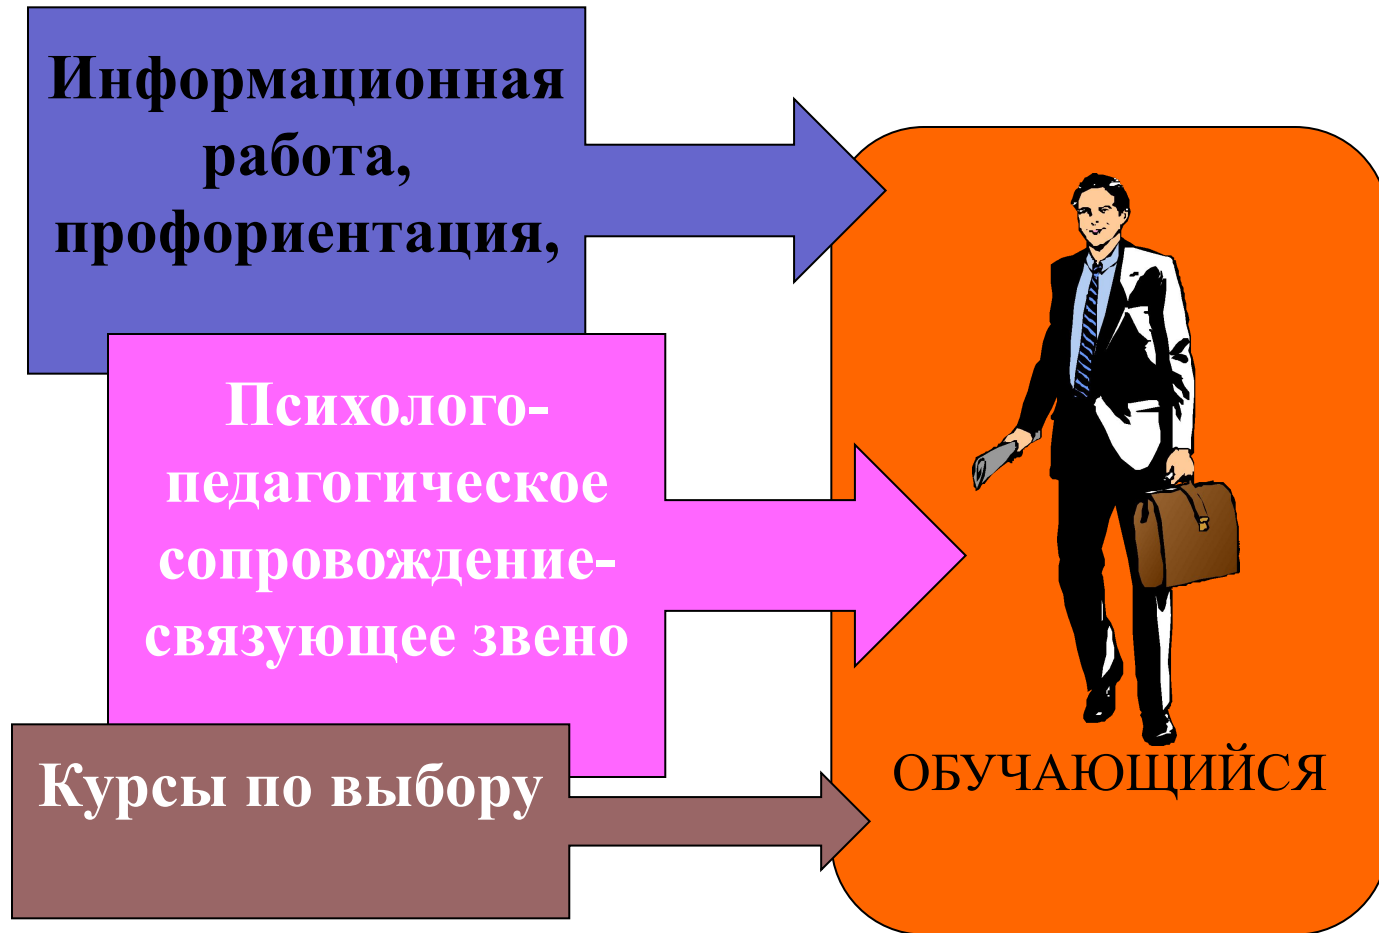 Информационная
работа,
профориентация,
Психолого-
педагогическое
сопровождение-
связующее звено
Курсы по выбору
ОБУЧАЮЩИЙСЯ